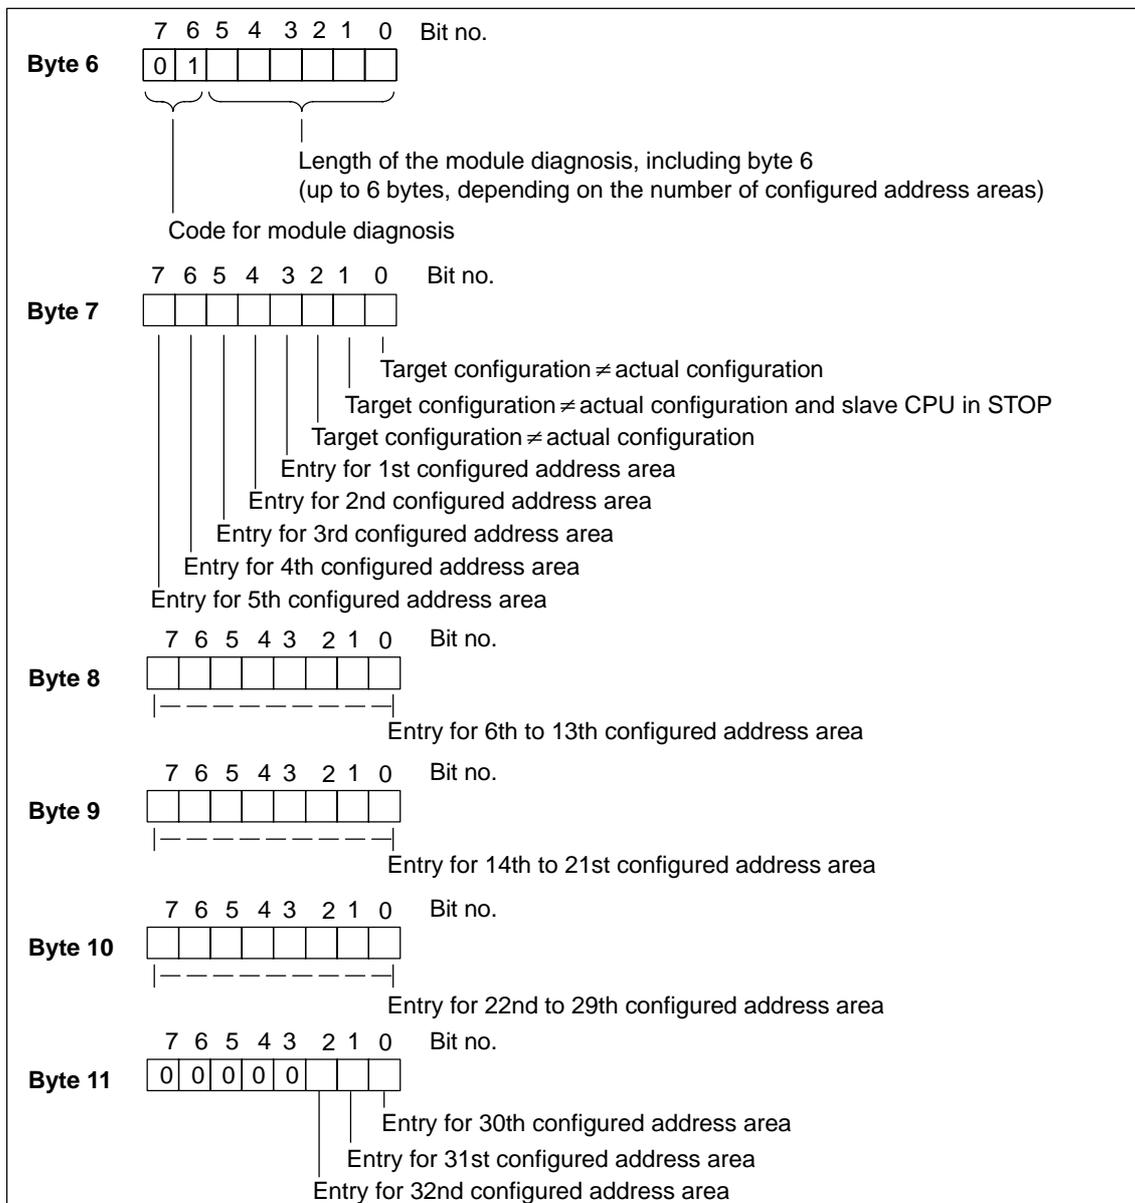 7 6 5 4 3 2 1 0 Bit no.
Byte 6 0 1
Length of the module diagnosis, including byte 6
(up to 6 bytes, depending on the number of configured address areas)
Code for module diagnosis
7 6 5 4 3 2 1 0 Bit no.
Byte 7
Target configuration ≠ actual configuration
Target configuration ≠ actual configuration and slave CPU in STOP
Target configuration ≠ actual configuration
Entry for 1st configured address area
Entry for 2nd configured address area
Entry for 3rd configured address area
Entry for 4th configured address area
Entry for 5th configured address area
7 6 5 4 3 2 1 0 Bit no.
Byte 8
Entry for 6th to 13th configured address area
7 6 5 4 3 2 1 0 Bit no.
Byte 9
Entry for 14th to 21st configured address area
7 6 5 4 3 2 1 0 Bit no.
Byte 10
Entry for 22nd to 29th configured address area
7 6 5 4 3 2 1 0 Bit no.
Byte 11 0 0 0 0 0
Entry for 30th configured address area
Entry for 31st configured address area
Entry for 32nd configured address area